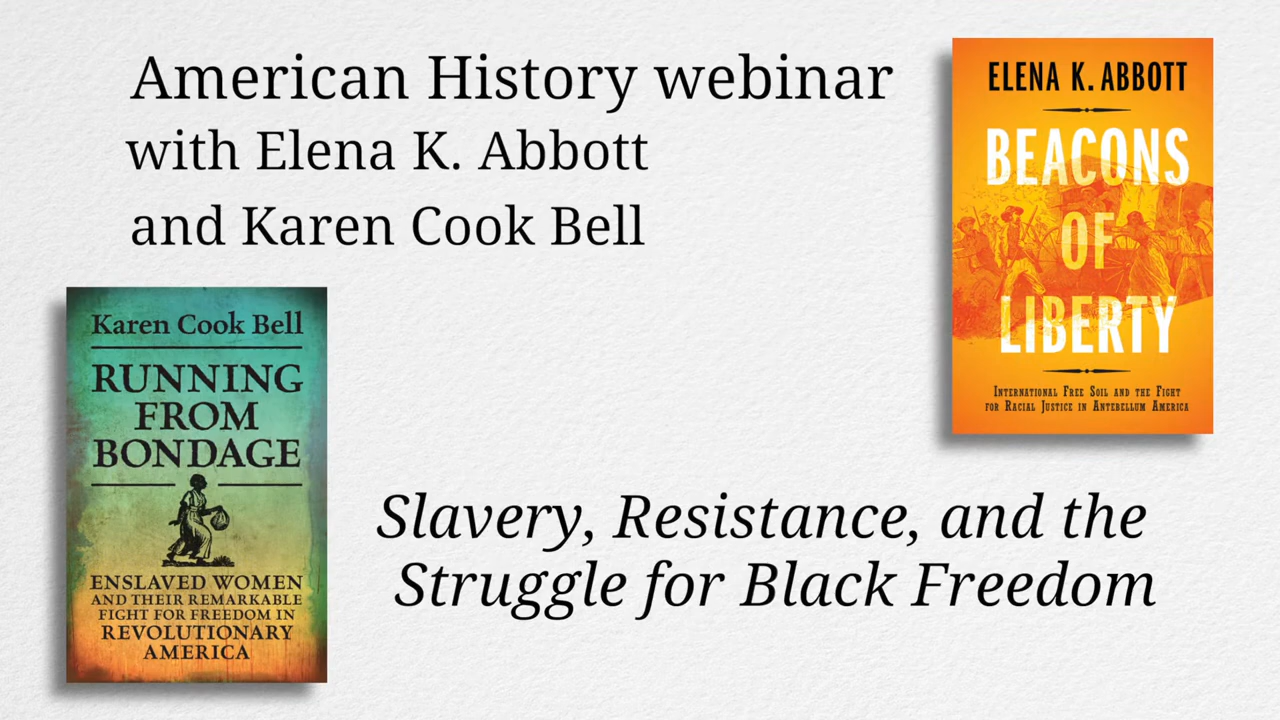 American History webinar
with Elena K. Abbott
and Karen Cook Bell
ELENA K. ABBOTT
BEACONS
OF
LIBERTY
International Free Soil and the Fight
for Racial Justice in Antebellum America
Karen Cook Bell
RUNNING
FROM
BONDAGE
ENSLAVED WOMEN
AND THEIR REMARKABLE
FIGHT FOR FREEDOM IN
REVOLUTIONARY
AMERICA
Slavery, Resistance, and the
Struggle for Black Freedom